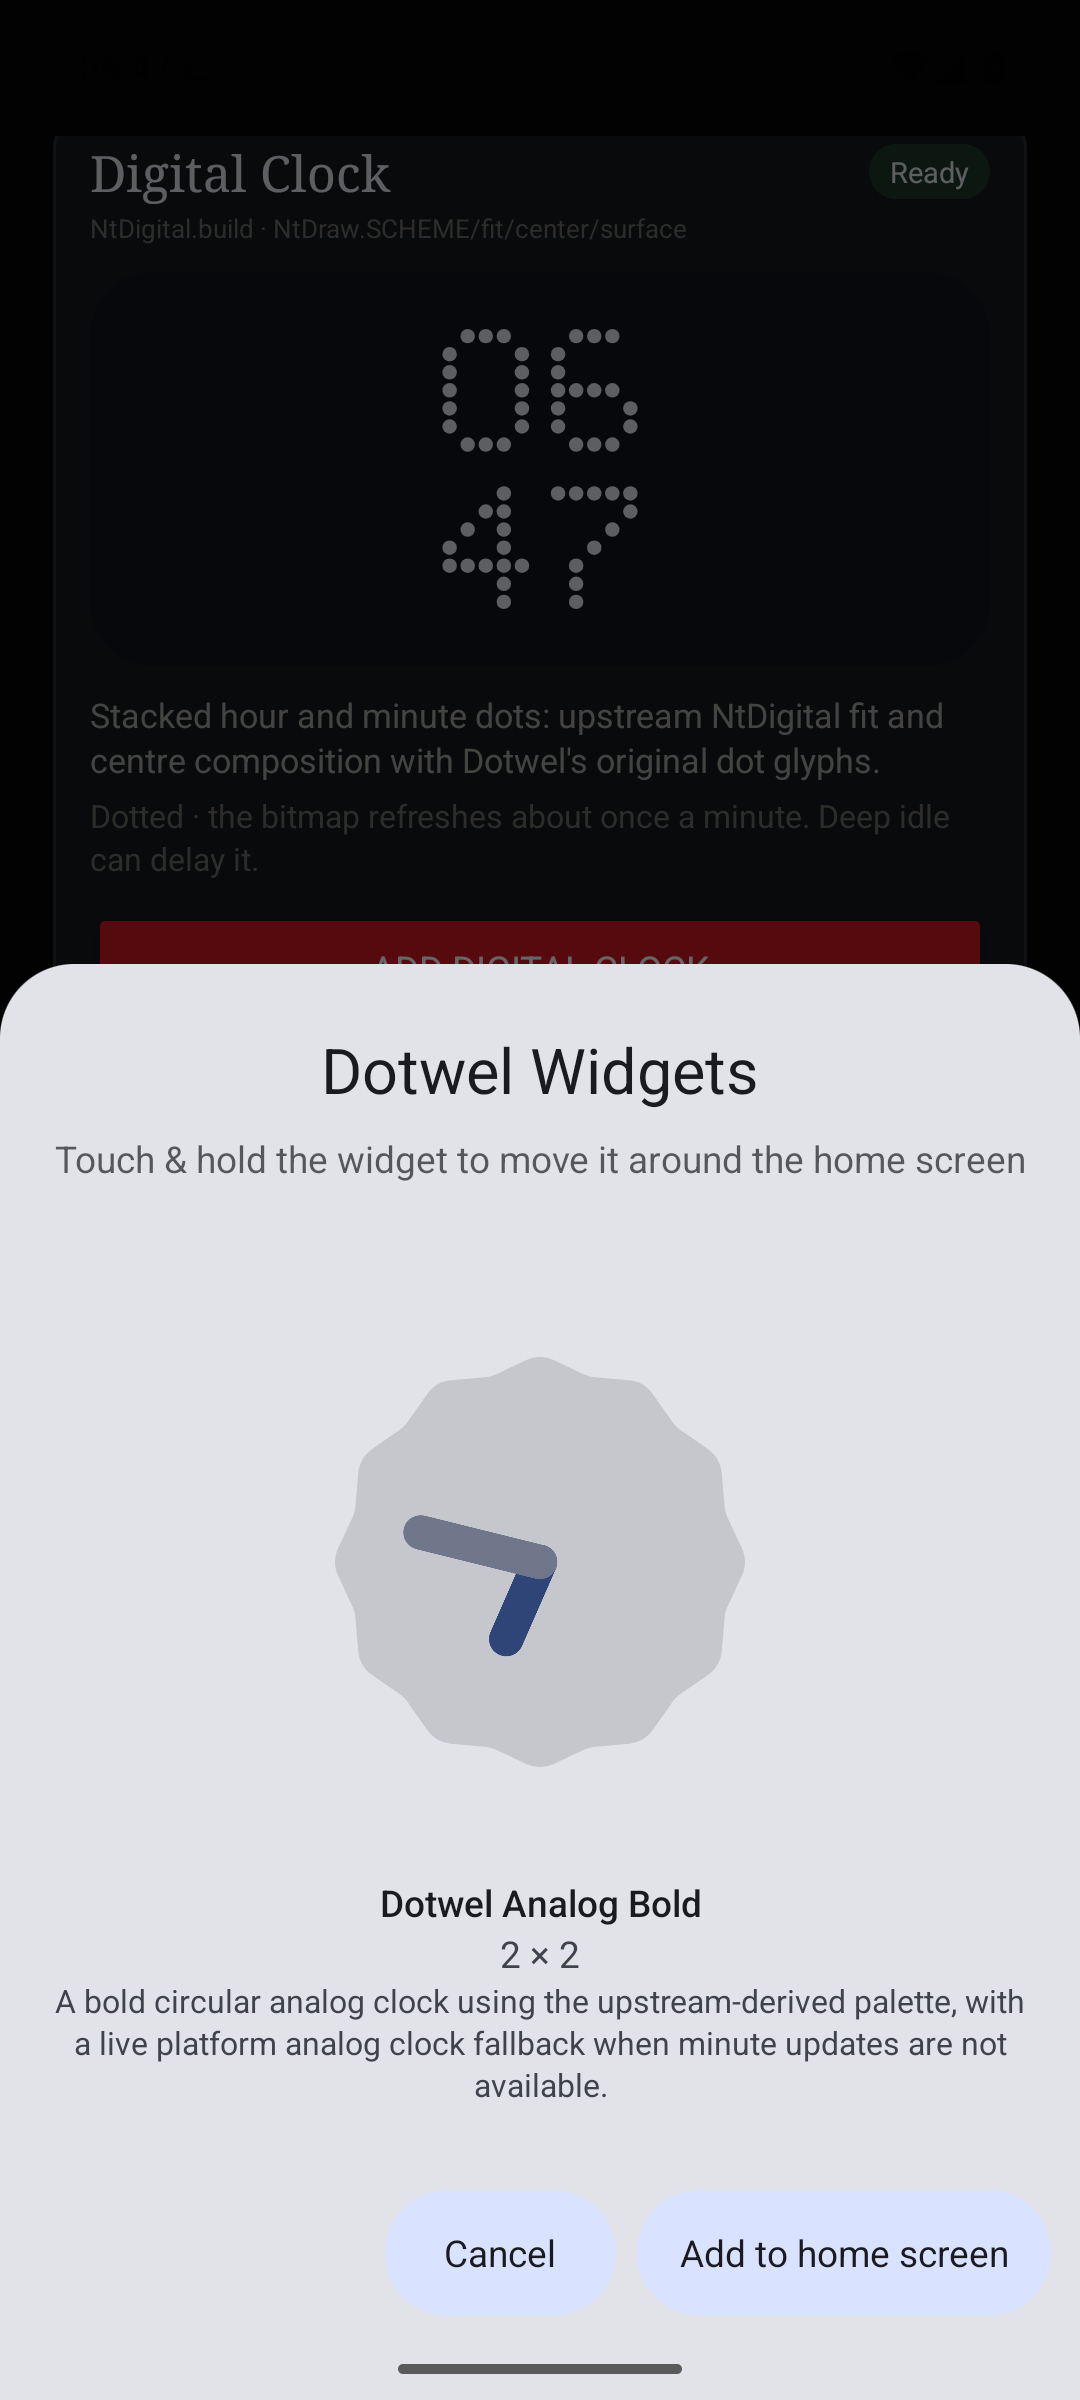 Digital Clock
Ready
NtDigital.build · NtDraw.SCHEME/fit/center/surface
06
47
Stacked hour and minute dots: upstream NtDigital fit and
centre composition with Dotwel's original dot glyphs.
Dotted · the bitmap refreshes about once a minute. Deep idle
can delay it.
ADD DIGITAL CLOCK
Dotwel Widgets
Touch & hold the widget to move it around the home screen
Dotwel Analog Bold
2 × 2
A bold circular analog clock using the upstream-derived palette, with
a live platform analog clock fallback when minute updates are not
available.
Cancel
Add to home screen